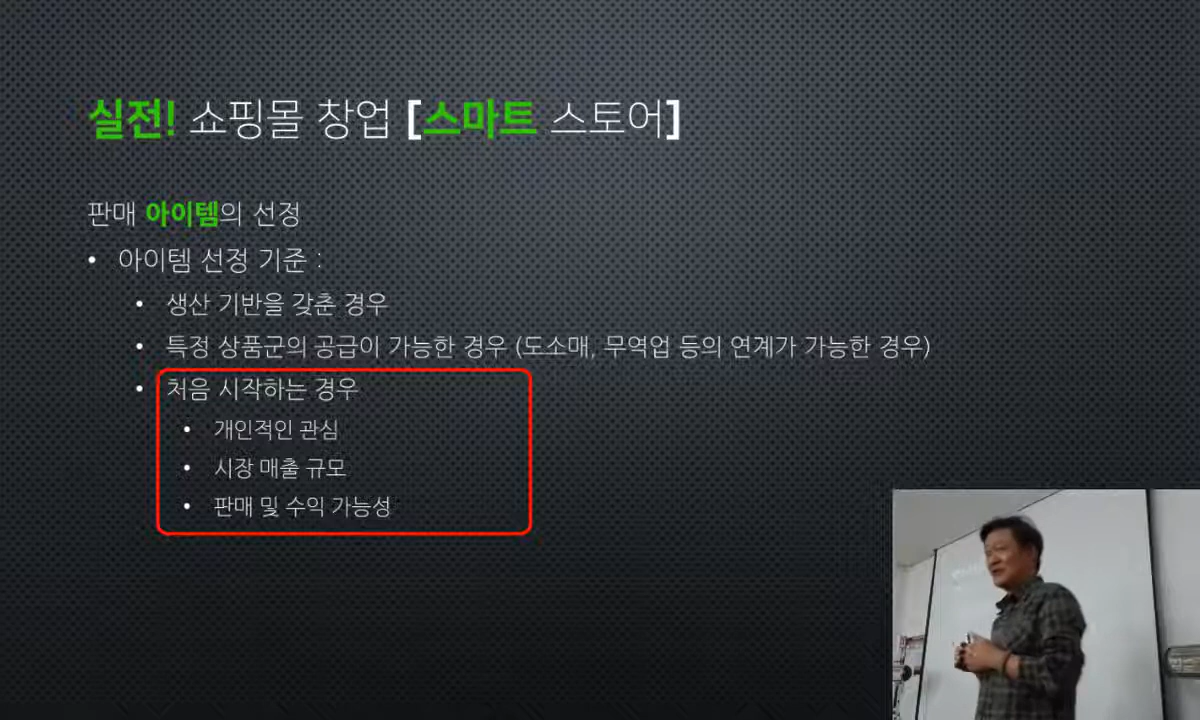 실전! 쇼핑몰 창업 [스마트 스토어]
판매 아이템의 선정
• 아이템 선정 기준 :
• 생산 기반을 갖춘 경우
• 특정 상품군의 공급이 가능한 경우 (도소매, 무역업 등의 연계가 가능한 경우)
• 처음 시작하는 경우
• 개인적인 관심
• 시장 매출 규모
• 판매 및 수익 가능성